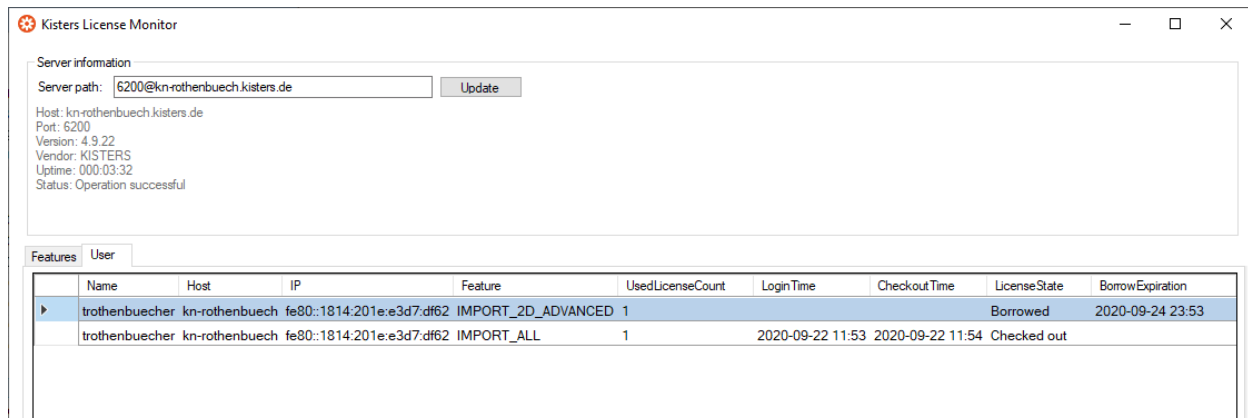 Kisters License Monitor
Server information
Server path: 6200@kn-rothenbuech.kisters.de Update
Host: kn-rothenbuech.kisters.de
Port: 6200
Version: 4.9.22
Vendor: KISTERS
Uptime: 000:03:32
Status: Operation successful
Features User
Name Host IP Feature UsedLicenseCount LoginTime CheckoutTime LicenseState BorrowExpiration
trothenbuecher kn-rothenbuech fe80::1814:201e:e3d7:df62 IMPORT_2D_ADVANCED 1 Borrowed 2020-09-24 23:53
trothenbuecher kn-rothenbuech fe80::1814:201e:e3d7:df62 IMPORT_ALL 1 2020-09-22 11:53 2020-09-22 11:54 Checked out